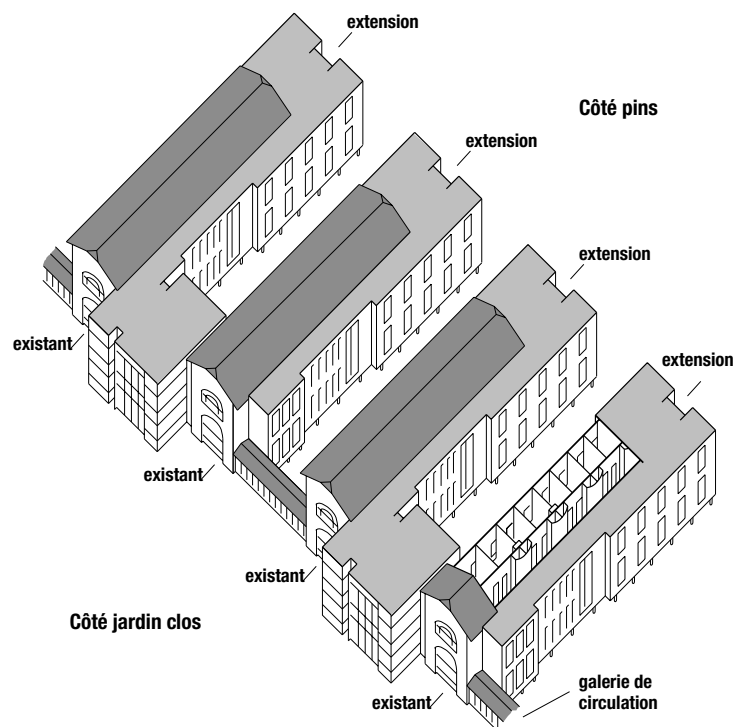 extension
Côté pins
extension
extension
existant
extension
existant
existant
Côté jardin clos
galerie de
circulation
existant